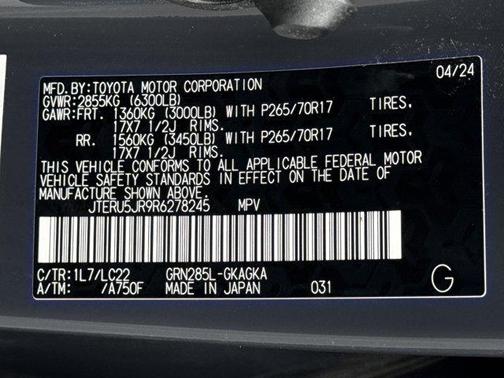 MFD. BY: TOYOTA MOTOR CORPORATION 04/24
GVWR: 2855KG (6300LB)
GAWR: FRT. 1360KG (3000LB) WITH P265/70R17 TIRES,
17X7 1/2J RIMS.
RR. 1560KG (3450LB) WITH P265/70R17 TIRES,
17X7 1/2J RIMS.
THIS VEHICLE CONFORMS TO ALL APPLICABLE FEDERAL MOTOR
VEHICLE SAFETY STANDARDS IN EFFECT ON THE DATE OF
MANUFACTURE SHOWN ABOVE.
JTERU5JR9R6278245 MPV
C/TR: 1L7/LC22 GRN285L-GKAGKA
A/TM: /A750F MADE IN JAPAN 031 G